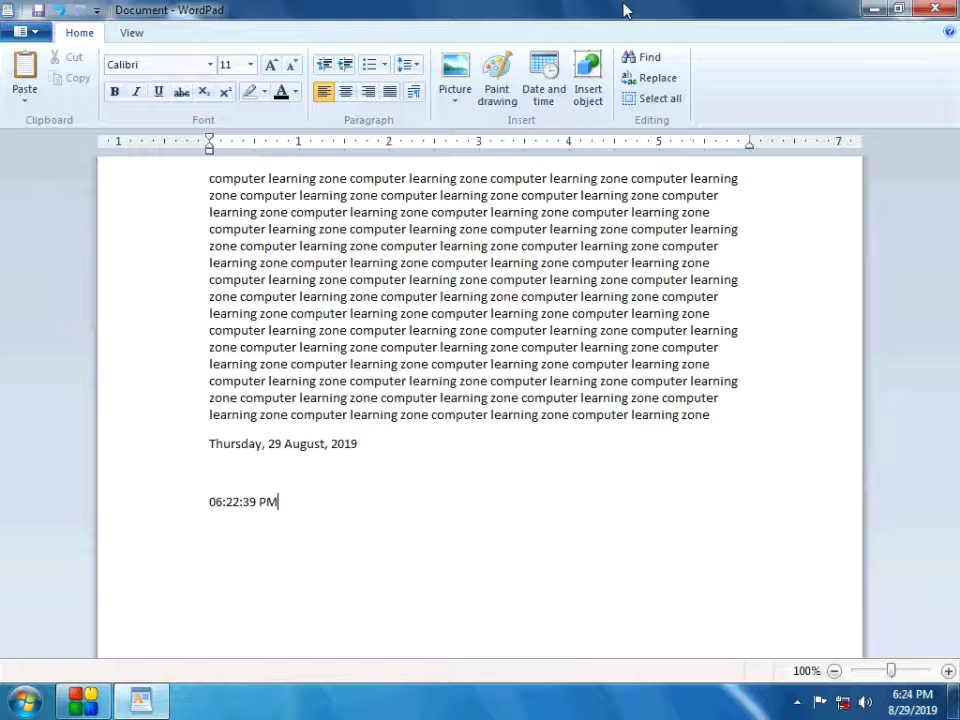 Document - WordPad
Home View
Paste
Cut
Copy
Clipboard
Calibri 11
B I U abc X₂ X²
A
Font
Paragraph
Picture
Paint drawing
Date and time
Insert object
Insert
Find
Replace
Select all
Editing
1 1 2 3 4 5 7
computer learning zone computer learning zone computer learning zone computer learning
zone computer learning zone computer learning zone computer learning zone computer
learning zone computer learning zone computer learning zone computer learning zone
computer learning zone computer learning zone computer learning zone computer learning
zone computer learning zone computer learning zone computer learning zone computer
learning zone computer learning zone computer learning zone computer learning zone
computer learning zone computer learning zone computer learning zone computer learning
zone computer learning zone computer learning zone computer learning zone computer
learning zone computer learning zone computer learning zone computer learning zone
computer learning zone computer learning zone computer learning zone computer learning
zone computer learning zone computer learning zone computer learning zone computer
learning zone computer learning zone computer learning zone computer learning zone
computer learning zone computer learning zone computer learning zone computer learning
zone computer learning zone computer learning zone computer learning zone computer
learning zone computer learning zone computer learning zone computer learning zone
Thursday, 29 August, 2019
06:22:39 PM
100%
6:24 PM
8/29/2019